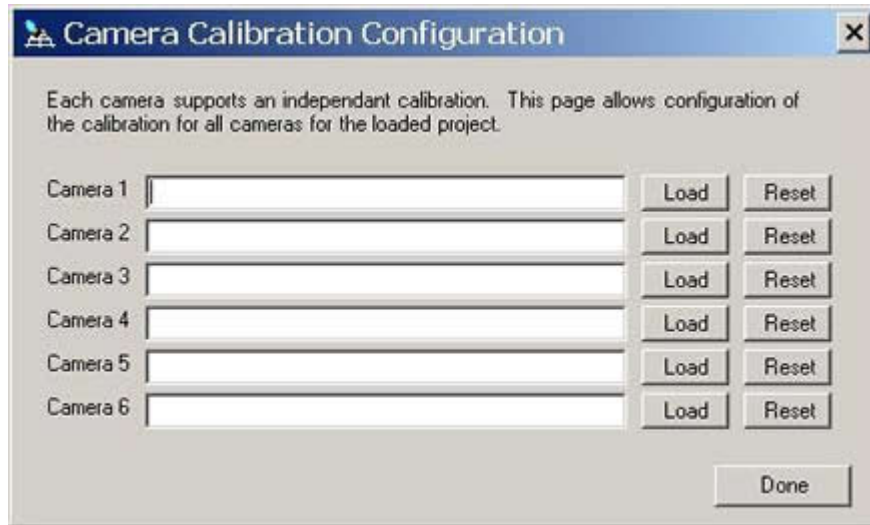 Camera Calibration Configuration
Each camera supports an independant calibration. This page allows configuration of
the calibration for all cameras for the loaded project.
Camera 1 Load Reset
Camera 2 Load Reset
Camera 3 Load Reset
Camera 4 Load Reset
Camera 5 Load Reset
Camera 6 Load Reset
Done